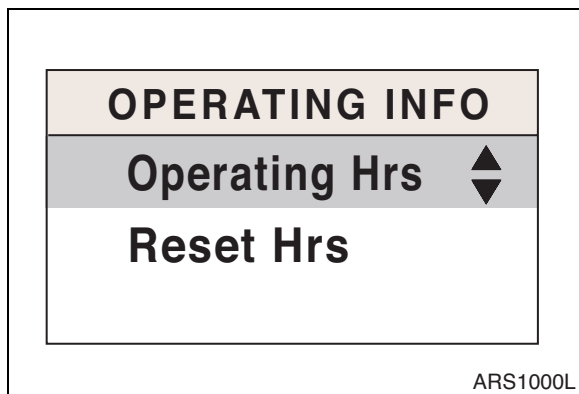 OPERATING INFO
Operating Hrs
Reset Hrs
ARS1000L